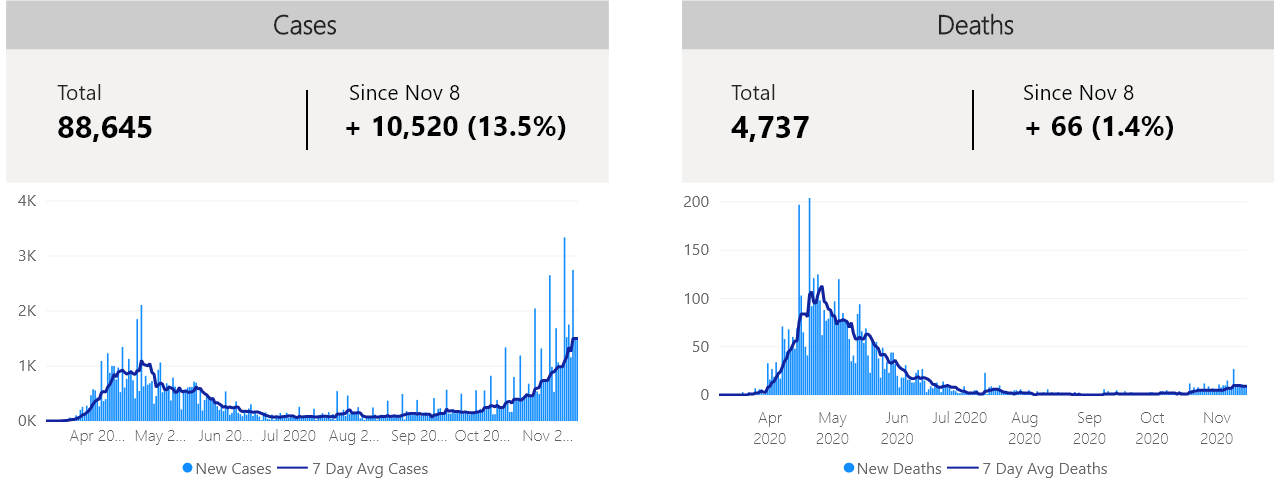 Cases
Total
88,645
Since Nov 8
+ 10,520 (13.5%)
4K
3K
2K
1K
0K
Apr 20... May 2... Jun 20... Jul 2020 Aug 2... Sep 20... Oct 20... Nov 2...
New Cases 7 Day Avg Cases
Deaths
Total
4,737
Since Nov 8
+ 66 (1.4%)
200
150
100
50
0
Apr 2020 May 2020 Jun 2020 Jul 2020 Aug 2020 Sep 2020 Oct 2020 Nov 2020
New Deaths 7 Day Avg Deaths